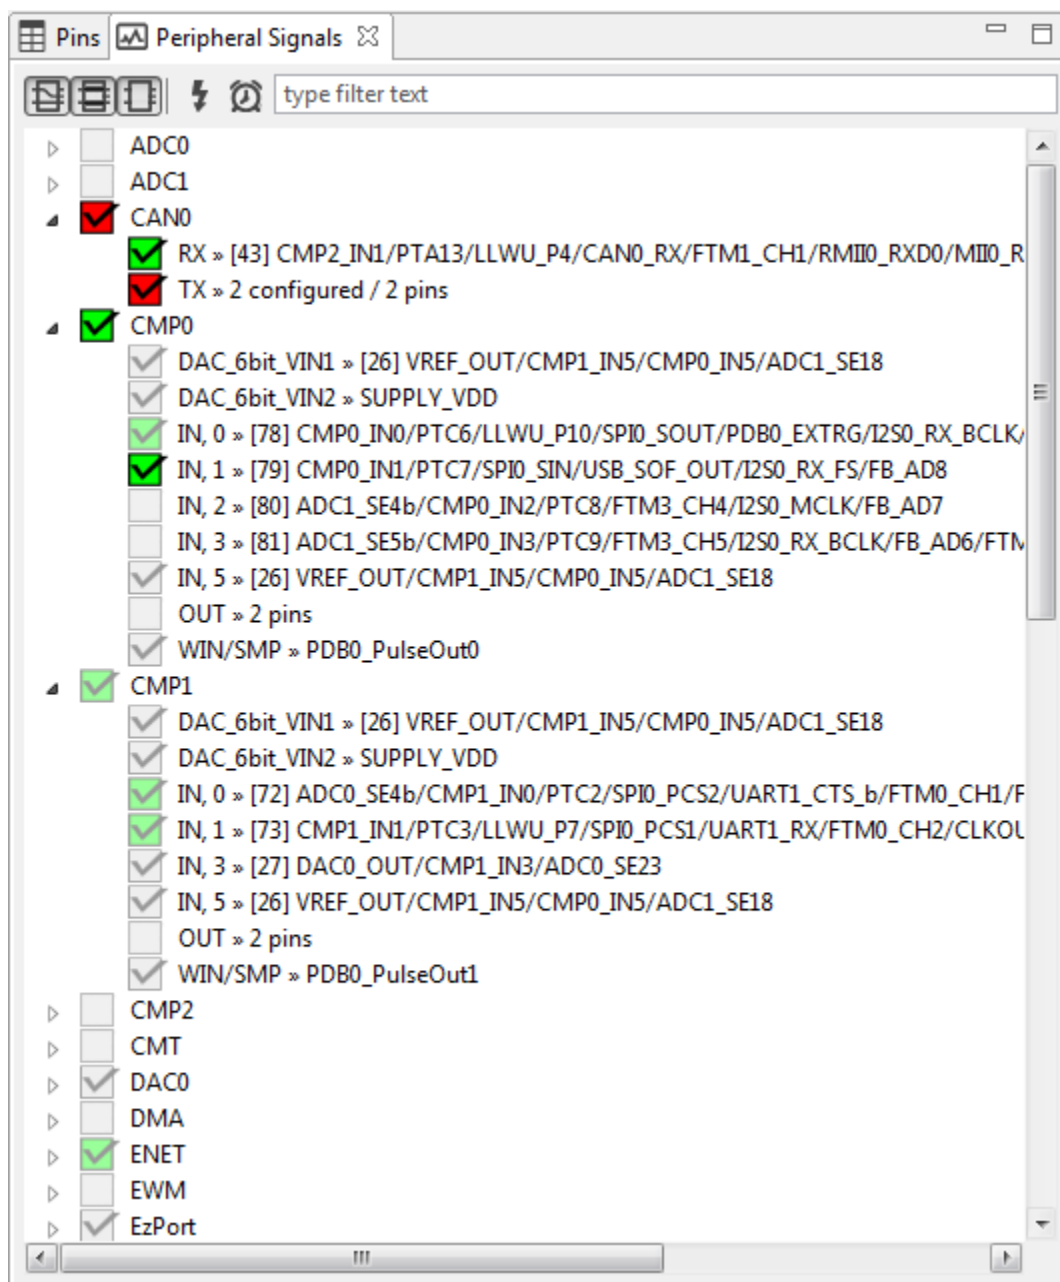 Pins Peripheral Signals
type filter text
ADC0
ADC1
CAN0
RX » [43] CMP2_IN1/PTA13/LLWU_P4/CAN0_RX/FTM1_CH1/RMII0_RXD0/MII0_R
TX » 2 configured / 2 pins
CMP0
DAC_6bit_VIN1 » [26] VREF_OUT/CMP1_IN5/CMP0_IN5/ADC1_SE18
DAC_6bit_VIN2 » SUPPLY_VDD
IN, 0 » [78] CMP0_IN0/PTC6/LLWU_P10/SPI0_SOUT/PDB0_EXTRG/I2S0_RX_BCLK/
IN, 1 » [79] CMP0_IN1/PTC7/SPI0_SIN/USB_SOF_OUT/I2S0_RX_FS/FB_AD8
IN, 2 » [80] ADC1_SE4b/CMP0_IN2/PTC8/FTM3_CH4/I2S0_MCLK/FB_AD7
IN, 3 » [81] ADC1_SE5b/CMP0_IN3/PTC9/FTM3_CH5/I2S0_RX_BCLK/FB_AD6/FTM
IN, 5 » [26] VREF_OUT/CMP1_IN5/CMP0_IN5/ADC1_SE18
OUT » 2 pins
WIN/SMP » PDB0_PulseOut0
CMP1
DAC_6bit_VIN1 » [26] VREF_OUT/CMP1_IN5/CMP0_IN5/ADC1_SE18
DAC_6bit_VIN2 » SUPPLY_VDD
IN, 0 » [72] ADC0_SE4b/CMP1_IN0/PTC2/SPI0_PCS2/UART1_CTS_b/FTM0_CH1/F
IN, 1 » [73] CMP1_IN1/PTC3/LLWU_P7/SPI0_PCS1/UART1_RX/FTM0_CH2/CLKOU
IN, 3 » [27] DAC0_OUT/CMP1_IN3/ADC0_SE23
IN, 5 » [26] VREF_OUT/CMP1_IN5/CMP0_IN5/ADC1_SE18
OUT » 2 pins
WIN/SMP » PDB0_PulseOut1
CMP2
CMT
DAC0
DMA
ENET
EWM
EzPort